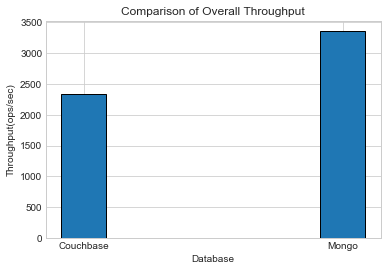 Comparison of Overall Throughput
3500
3000
2500
2000
1500
1000
500
0
Throughput(ops/sec)
Couchbase Mongo
Database